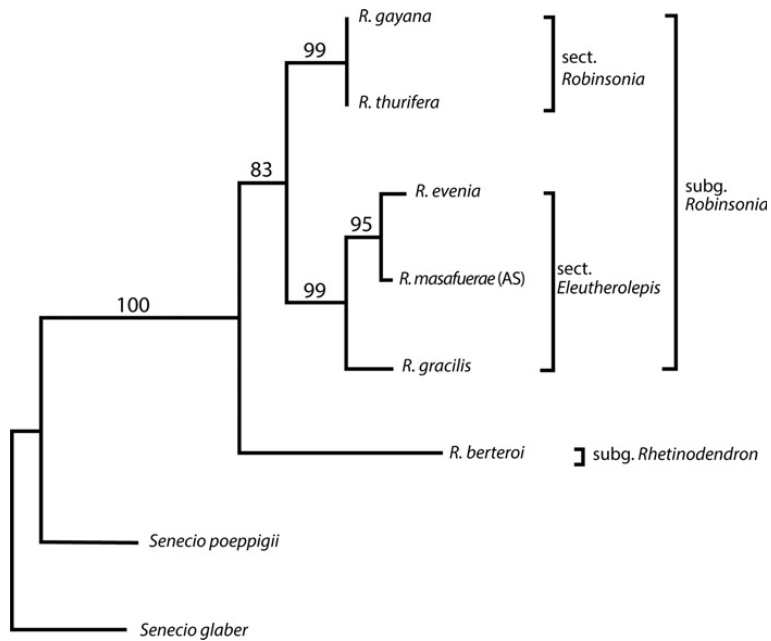 R. gayana
99
sect.
Robinsonia
R. thurifera
83
R. evenia
subg.
Robinsonia
95
sect.
Eleutherolepis
R. masafuerae (AS)
99
100
R. gracilis
R. berteroi
subg. Rhetinodendron
Senecio poeppigii
Senecio glaber